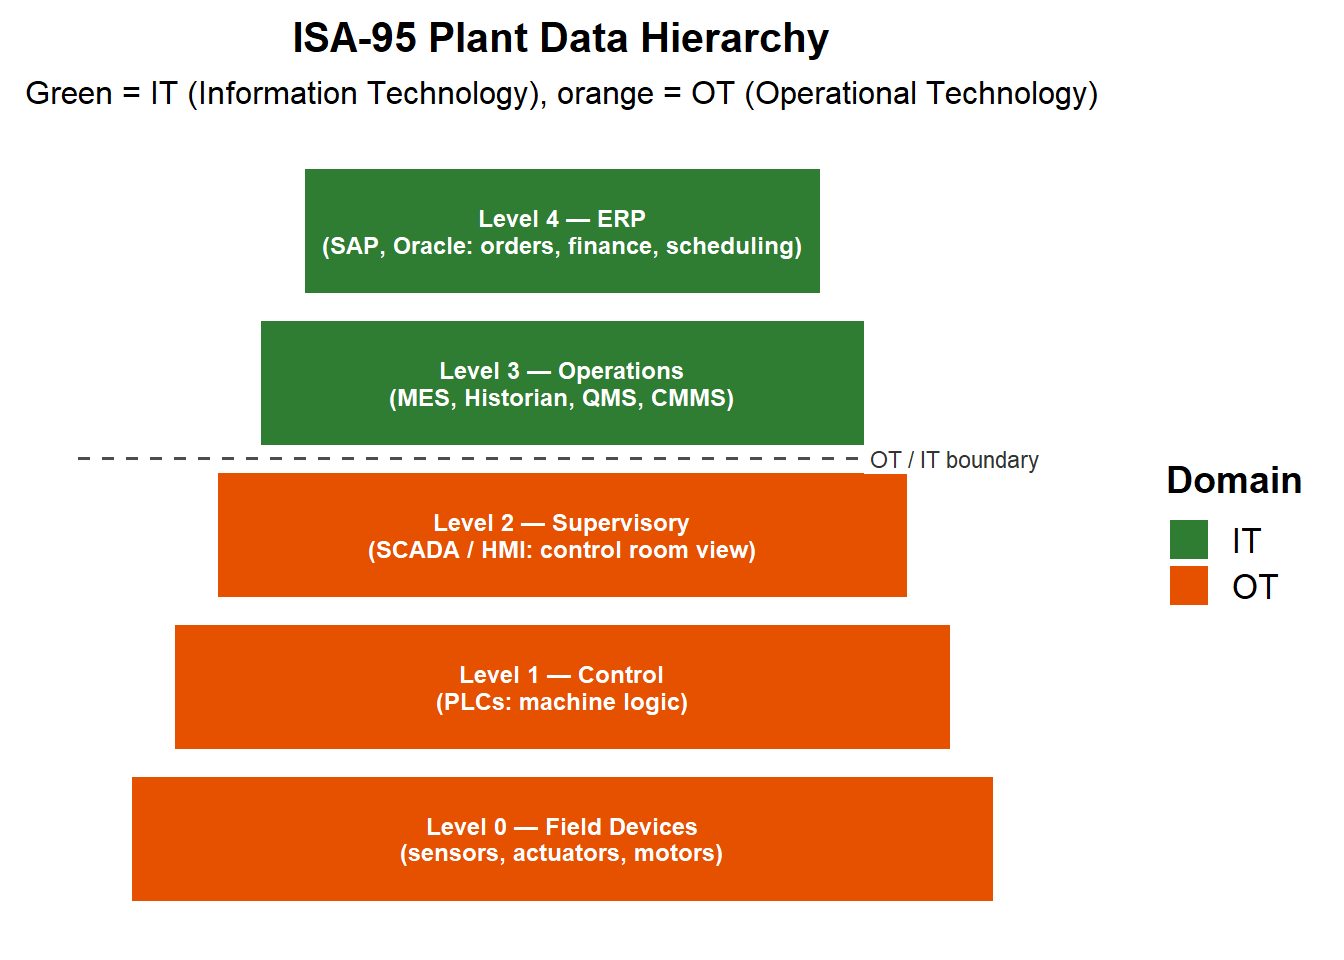 ISA-95 Plant Data Hierarchy
Green = IT (Information Technology), orange = OT (Operational Technology)
Level 4 — ERP
(SAP, Oracle: orders, finance, scheduling)
Level 3 — Operations
(MES, Historian, QMS, CMMS)
OT / IT boundary
Level 2 — Supervisory
(SCADA / HMI: control room view)
Level 1 — Control
(PLCs: machine logic)
Level 0 — Field Devices
(sensors, actuators, motors)
Domain
IT
OT